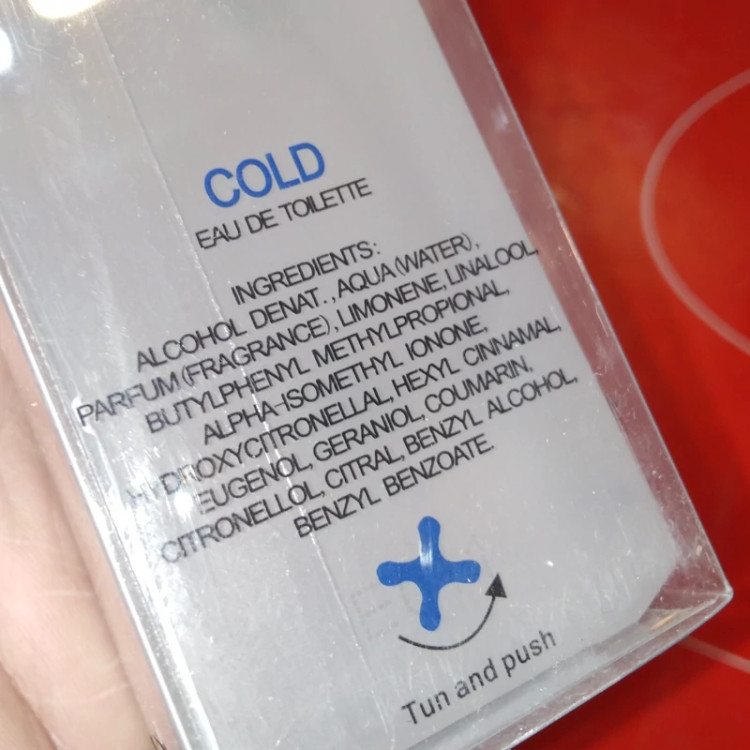 COLD
EAU DE TOILETTE
INGREDIENTS:
ALCOHOL DENAT., AQUA (WATER),
PARFUM (FRAGRANCE), LIMONENE, LINALOOL,
BUTYLPHENYL METHYLPROPIONAL,
ALPHA-ISOMETHYL IONONE,
HYDROXYCITRONELLAL, HEXYL CINNAMAL,
EUGENOL, GERANIOL, COUMARIN,
CITRONELLOL, CITRAL, BENZYL ALCOHOL,
BENZYL BENZOATE.
Tun and push